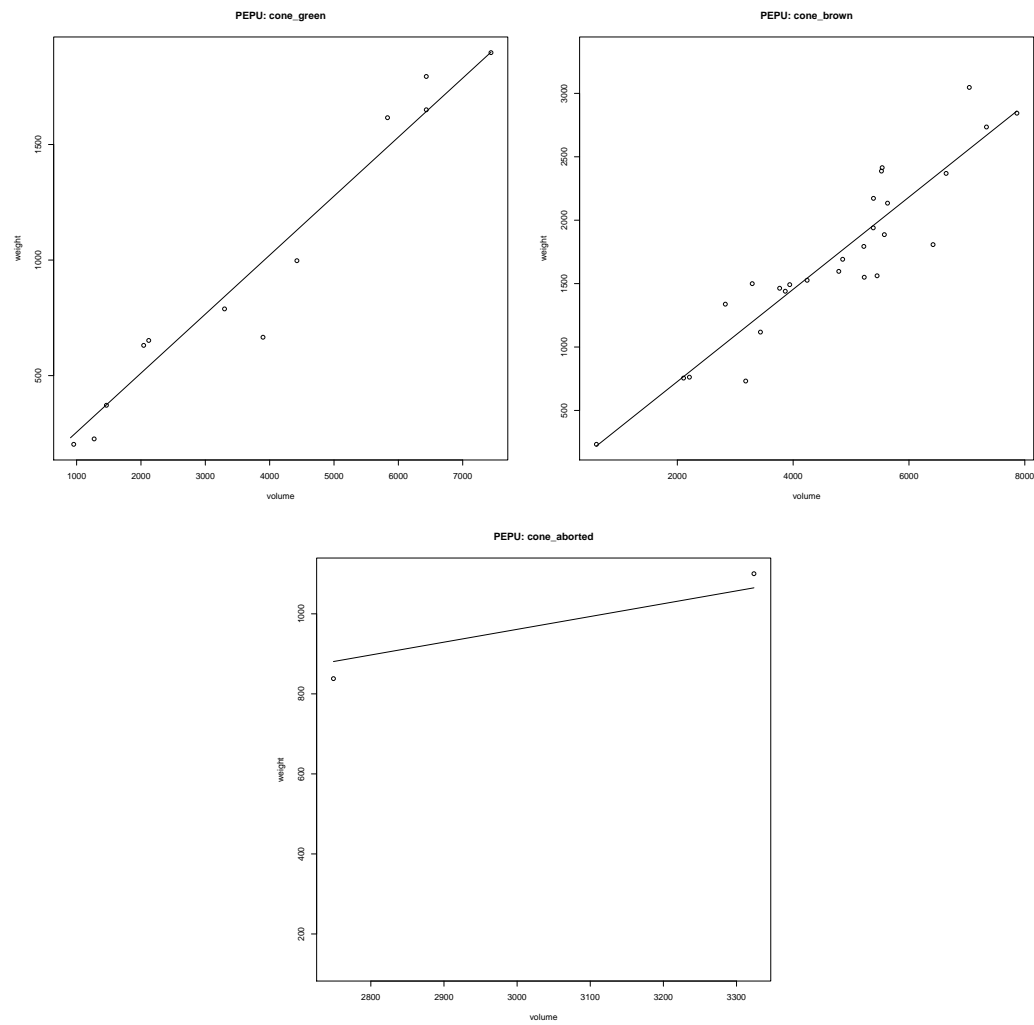 PEPU: cone_green
weight
500
1000
1500
1000 2000 3000 4000 5000 6000 7000
volume
PEPU: cone_brown
weight
500
1000
1500
2000
2500
3000
2000 4000 6000 8000
volume
PEPU: cone_aborted
weight
200
400
600
800
1000
2800 2900 3000 3100 3200 3300
volume